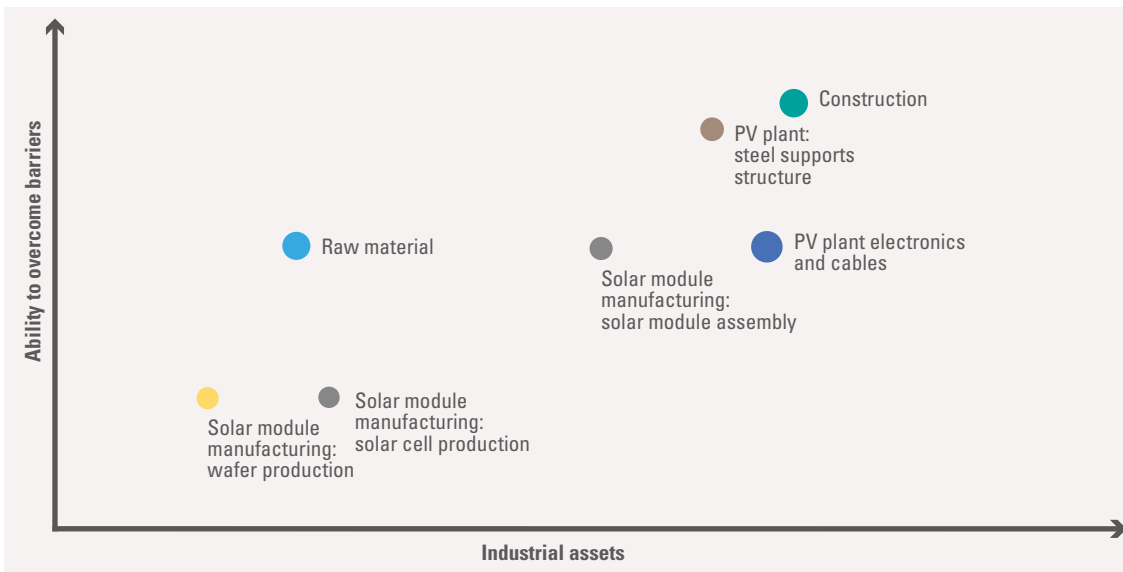 Ability to overcome barriers
Construction
PV plant:
steel supports
structure
Raw material
PV plant electronics
and cables
Solar module
manufacturing:
solar module assembly
Solar module
manufacturing:
solar cell production
Solar module
manufacturing:
wafer production
Industrial assets